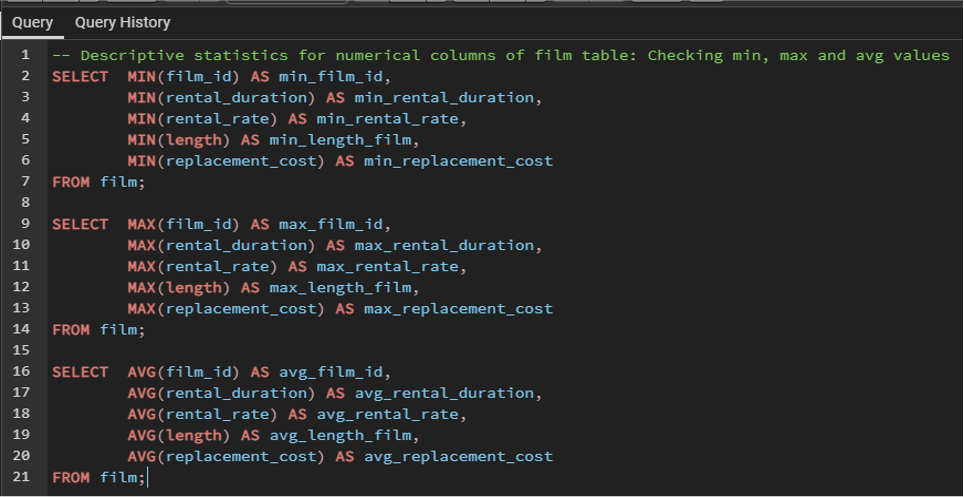 Query Query History
1 -- Descriptive statistics for numerical columns of film table: Checking min, max and avg values
2 SELECT MIN(film_id) AS min_film_id,
3 MIN(rental_duration) AS min_rental_duration,
4 MIN(rental_rate) AS min_rental_rate,
5 MIN(length) AS min_length_film,
6 MIN(replacement_cost) AS min_replacement_cost
7 FROM film;
8
9 SELECT MAX(film_id) AS max_film_id,
10 MAX(rental_duration) AS max_rental_duration,
11 MAX(rental_rate) AS max_rental_rate,
12 MAX(length) AS max_length_film,
13 MAX(replacement_cost) AS max_replacement_cost
14 FROM film;
15
16 SELECT AVG(film_id) AS avg_film_id,
17 AVG(rental_duration) AS avg_rental_duration,
18 AVG(rental_rate) AS avg_rental_rate,
19 AVG(length) AS avg_length_film,
20 AVG(replacement_cost) AS avg_replacement_cost
21 FROM film;